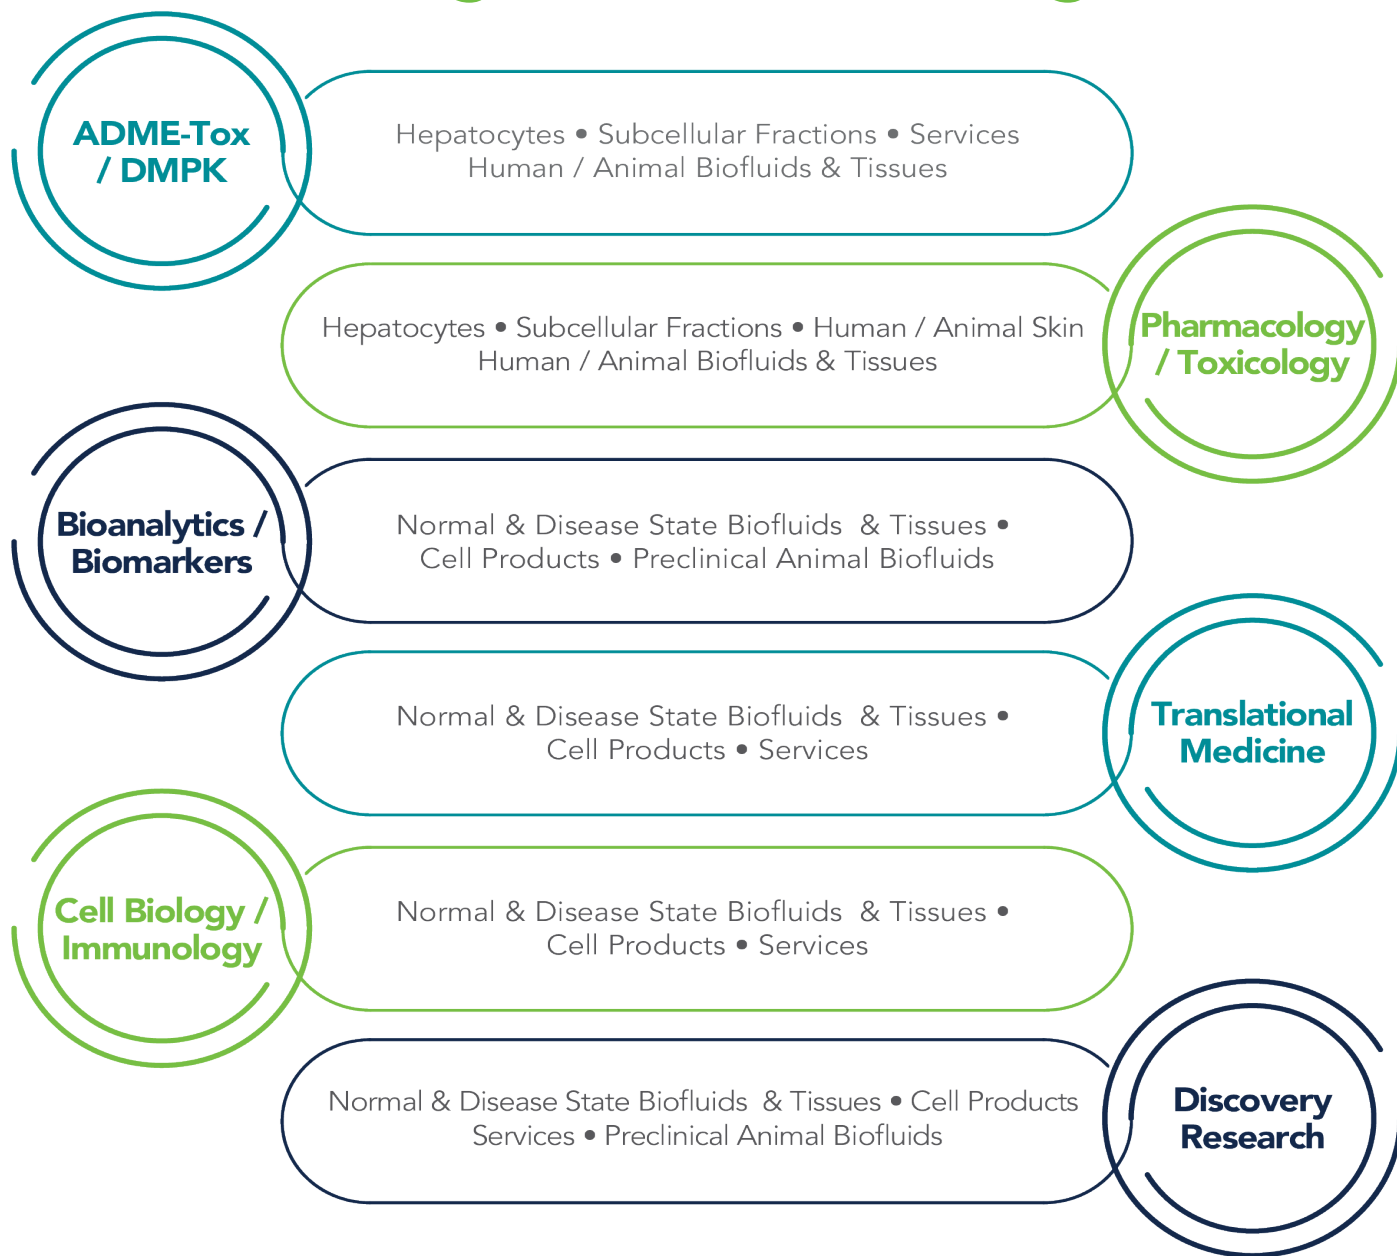 ADME-Tox
/ DMPK
Hepatocytes • Subcellular Fractions • Services
Human / Animal Biofluids & Tissues
Hepatocytes • Subcellular Fractions • Human / Animal Skin
Human / Animal Biofluids & Tissues
Pharmacology
/ Toxicology
Bioanalytics /
Biomarkers
Normal & Disease State Biofluids & Tissues •
Cell Products • Preclinical Animal Biofluids
Normal & Disease State Biofluids & Tissues •
Cell Products • Services
Translational
Medicine
Cell Biology /
Immunology
Normal & Disease State Biofluids & Tissues •
Cell Products • Services
Normal & Disease State Biofluids & Tissues • Cell Products
Services • Preclinical Animal Biofluids
Discovery
Research